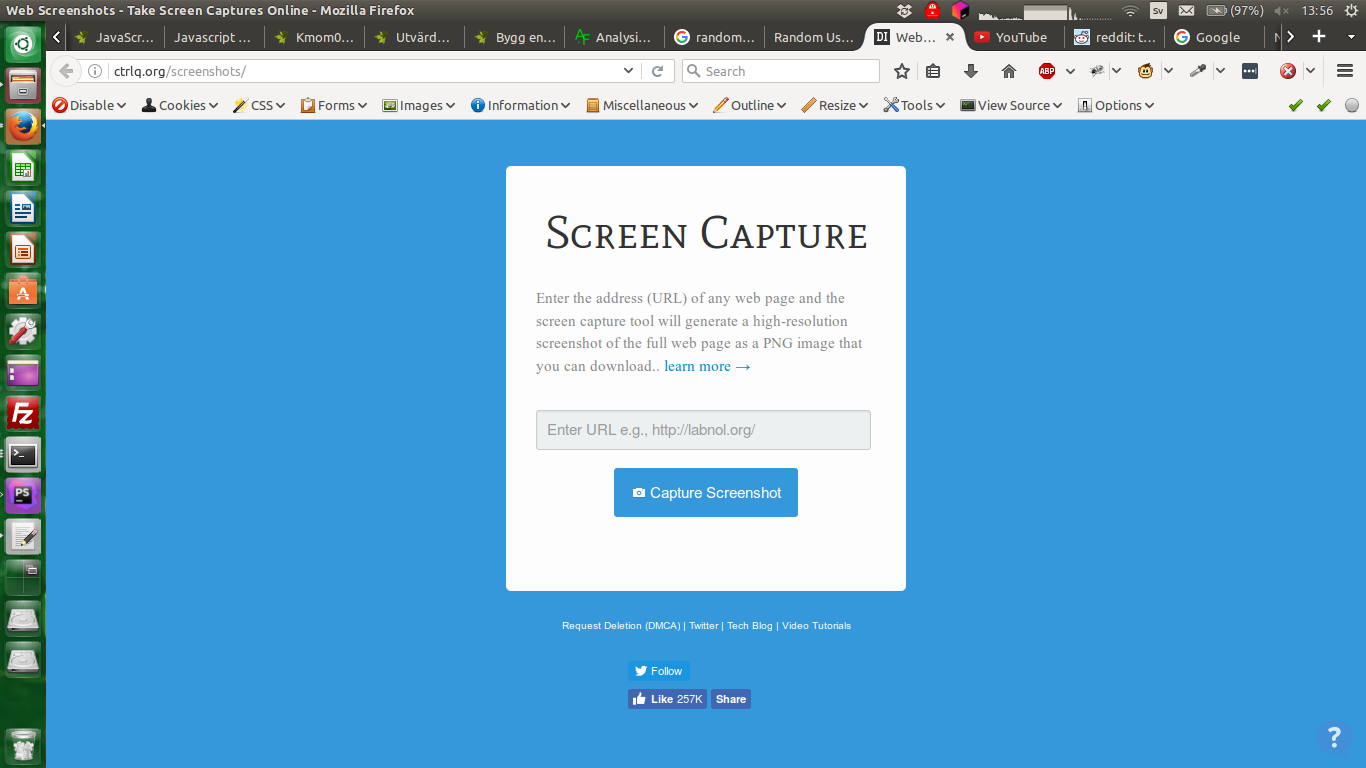 Web Screenshots - Take Screen Captures Online - Mozilla Firefox
Sv
(97%)
13:56
JavaScr...
Javascript ...
Kmom0...
Utvärd...
Bygg en...
Analysi...
random...
Random Us...
DI Web...
YouTube
reddit: t...
Google
ctrlq.org/screenshots/
Search
ABP
Disable
Cookies
CSS
Forms
Images
Information
Miscellaneous
Outline
Resize
Tools
View Source
Options
SCREEN CAPTURE
Enter the address (URL) of any web page and the
screen capture tool will generate a high-resolution
screenshot of the full web page as a PNG image that
you can download.. learn more →
Enter URL e.g., http://labnol.org/
Capture Screenshot
Request Deletion (DMCA) | Twitter | Tech Blog | Video Tutorials
Follow
Like 257K
Share
Fz
PS
?